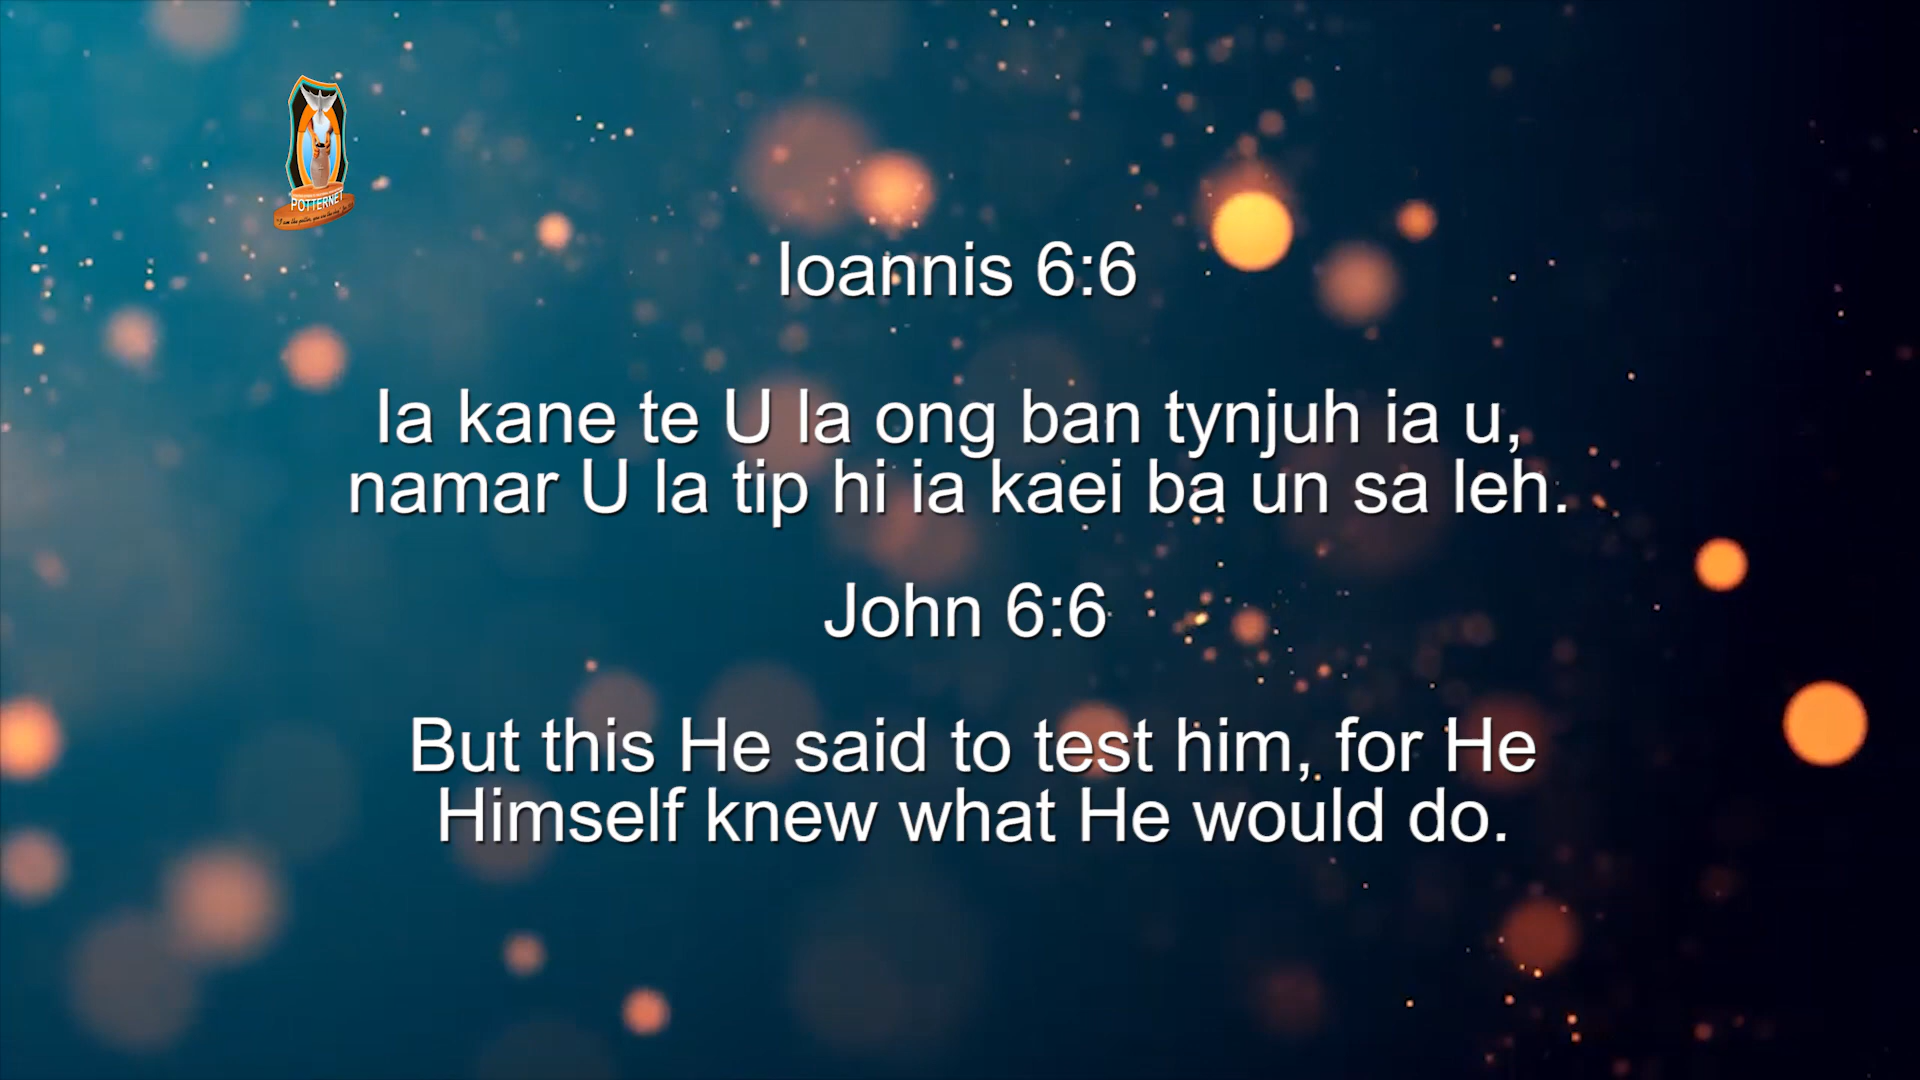 POTTERNET
Ioannis 6:6
Ia kane te U la ong ban tynjuh ia u,
namar U la tip hi ia kaei ba un sa leh.
John 6:6
But this He said to test him, for He
Himself knew what He would do.